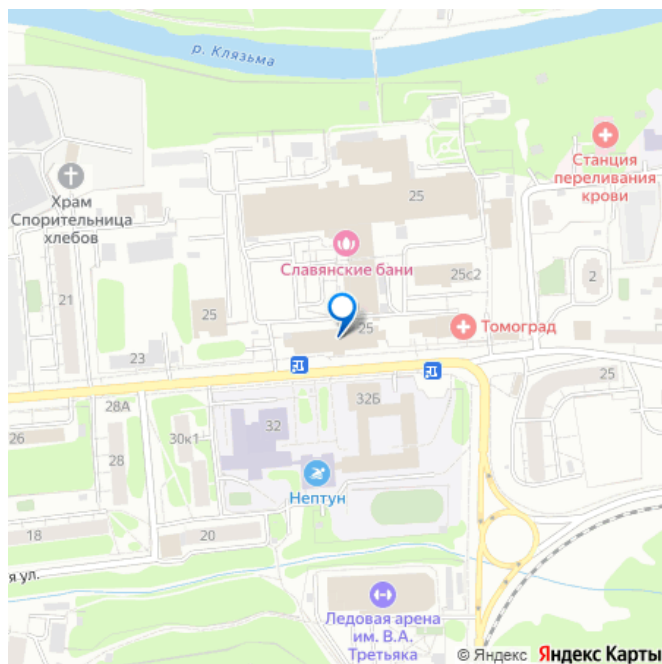 р. Клязьма
Станция
переливания
крови
Храм
Спорительница
хлебов
25
Славянские бани
25с2
2
21
25
25
Томоград
23
25
28А
32Б
26
30к1
32
28
Нептун
18
20
я ул.
Ледовая арена
им. В.А.
Третьяка
© Яндекс Яндекс Карты